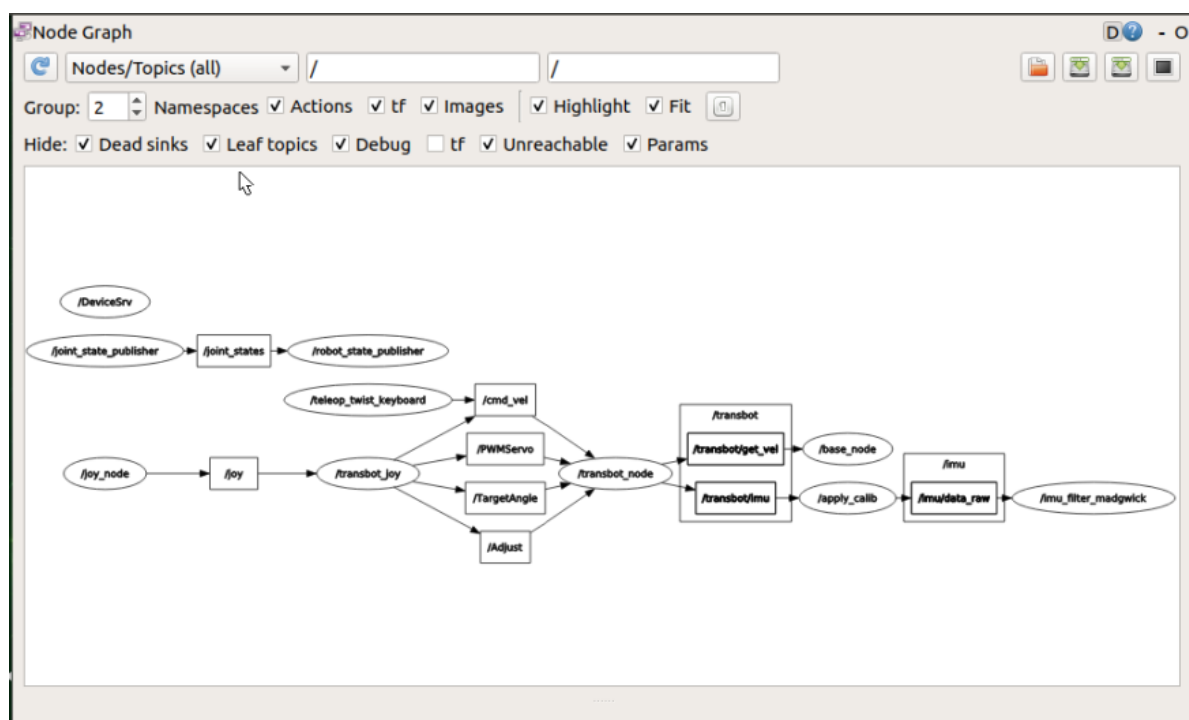 Node Graph D ? - O
Nodes/Topics (all) / /
Group: 2 Namespaces Actions tf Images Highlight Fit
Hide: Dead sinks Leaf topics Debug tf Unreachable Params
/DeviceSrv
/joint_state_publisher /joint_states /robot_state_publisher
/teleop_twist_keyboard /cmd_vel
/transbot
/PWMServo /transbot/get_vel /base_node
/imu
/joy_node /joy /transbot_joy /transbot_node
/TargetAngle /transbot/imu /apply_calib /imu/data_raw /imu_filter_madgwick
/Adjust